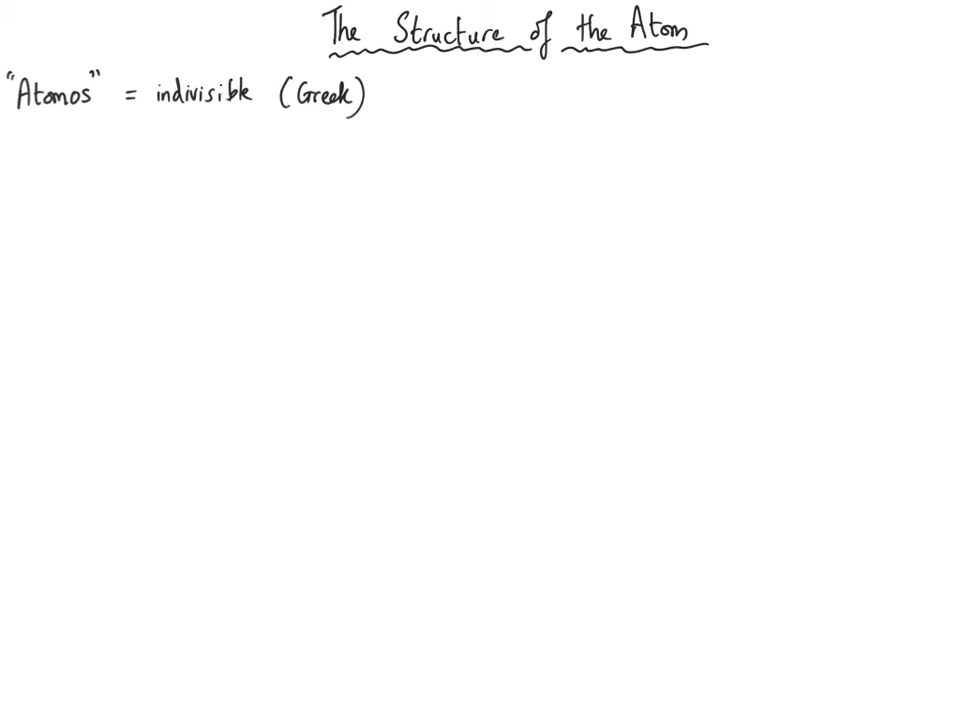 The Structure of the Atom
"Atomos" = indivisible (Greek)